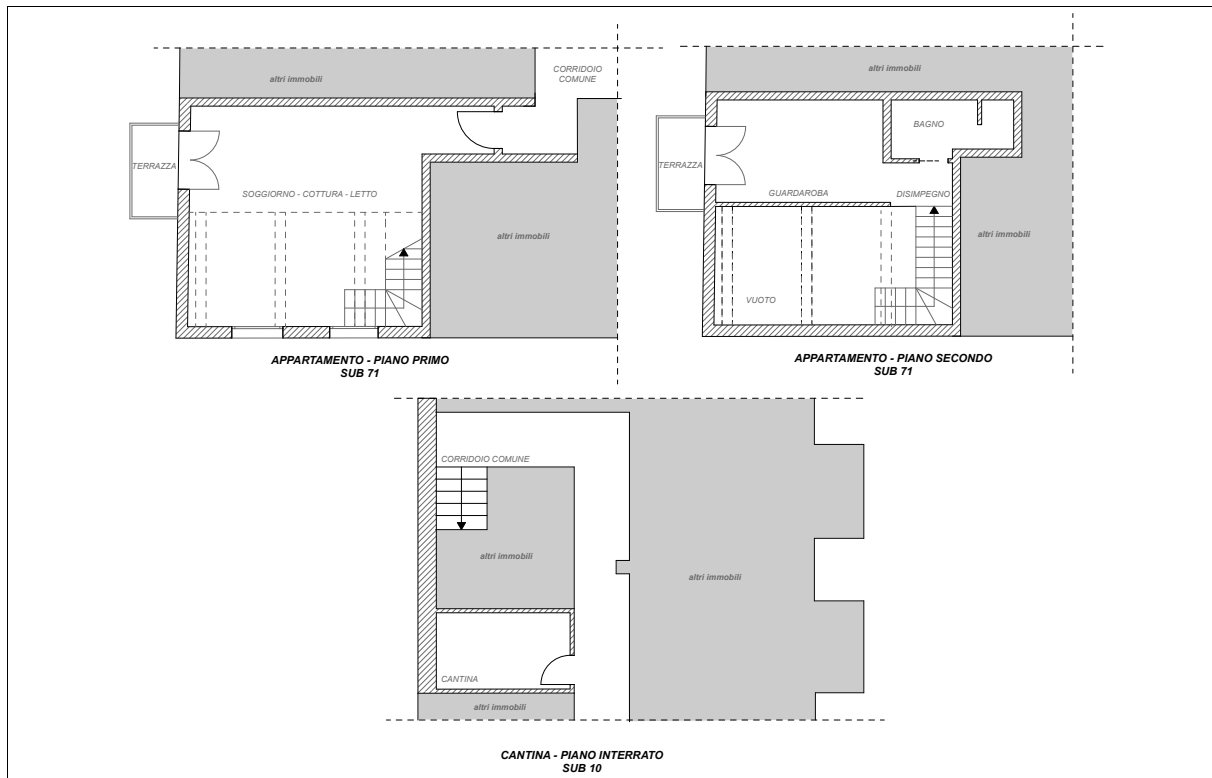 altri immobili
CORRIDOIO
COMUNE
TERRAZZA
SOGGIORNO - COTTURA - LETTO
altri immobili
APPARTAMENTO - PIANO PRIMO
SUB 71
altri immobili
BAGNO
TERRAZZA
GUARDAROBA
DISIMPEGNO
altri immobili
VUOTO
APPARTAMENTO - PIANO SECONDO
SUB 71
CORRIDOIO COMUNE
altri immobili
altri immobili
CANTINA
altri immobili
CANTINA - PIANO INTERRATO
SUB 10